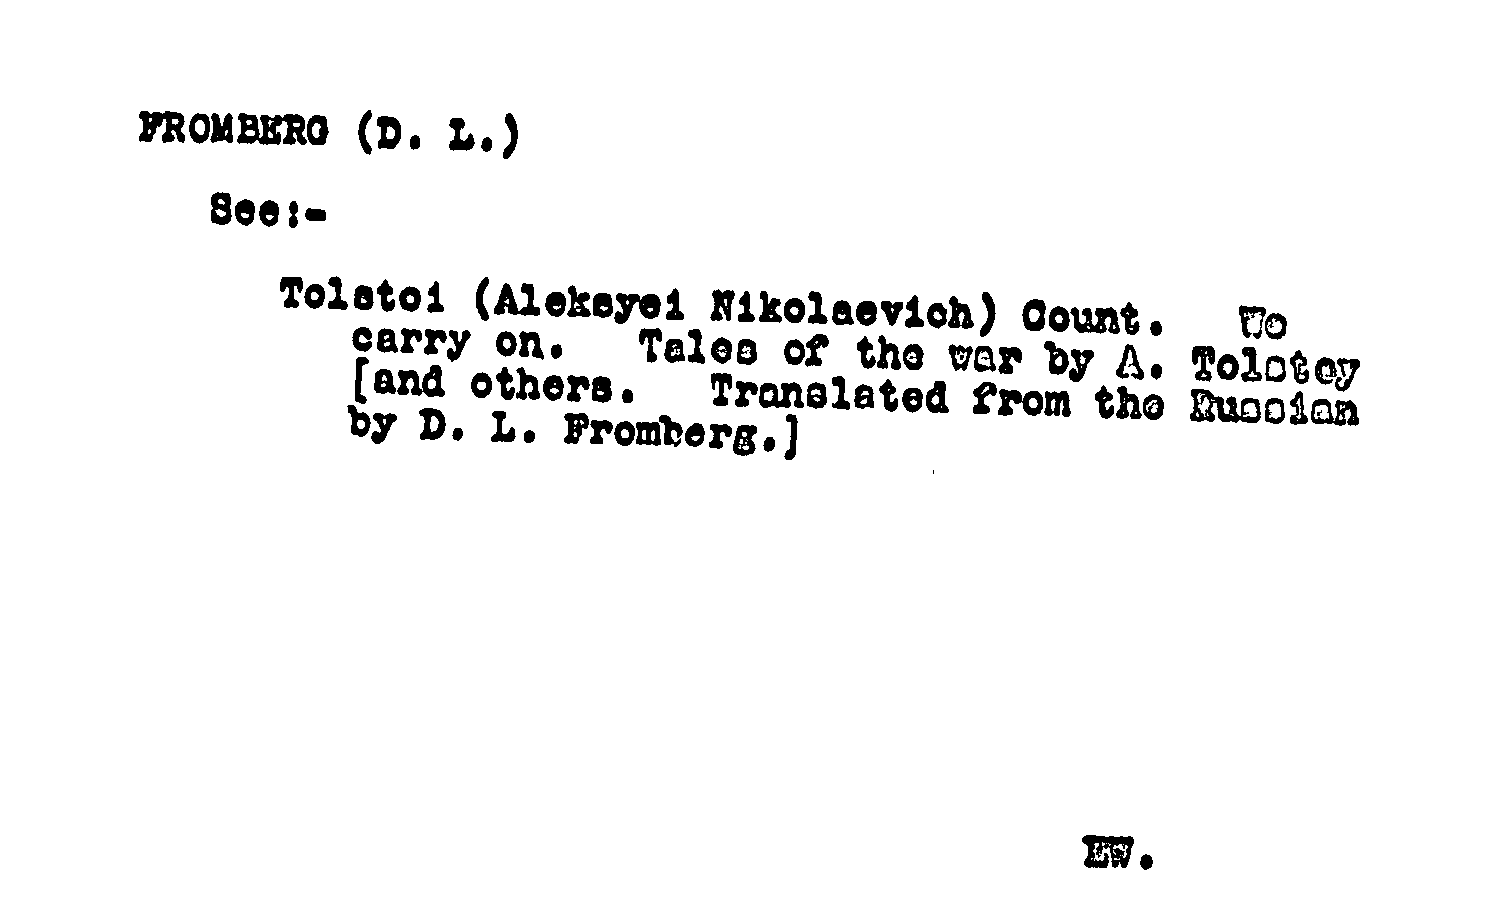 FROMBERG (D. L.)
See:-
Tolstoi (Aleksyei Nikolaevich) Count. We
carry on. Tales of the war by A. Tolstoy
[and others. Translated from the Russian
by D. L. Fromberg.]
EW.